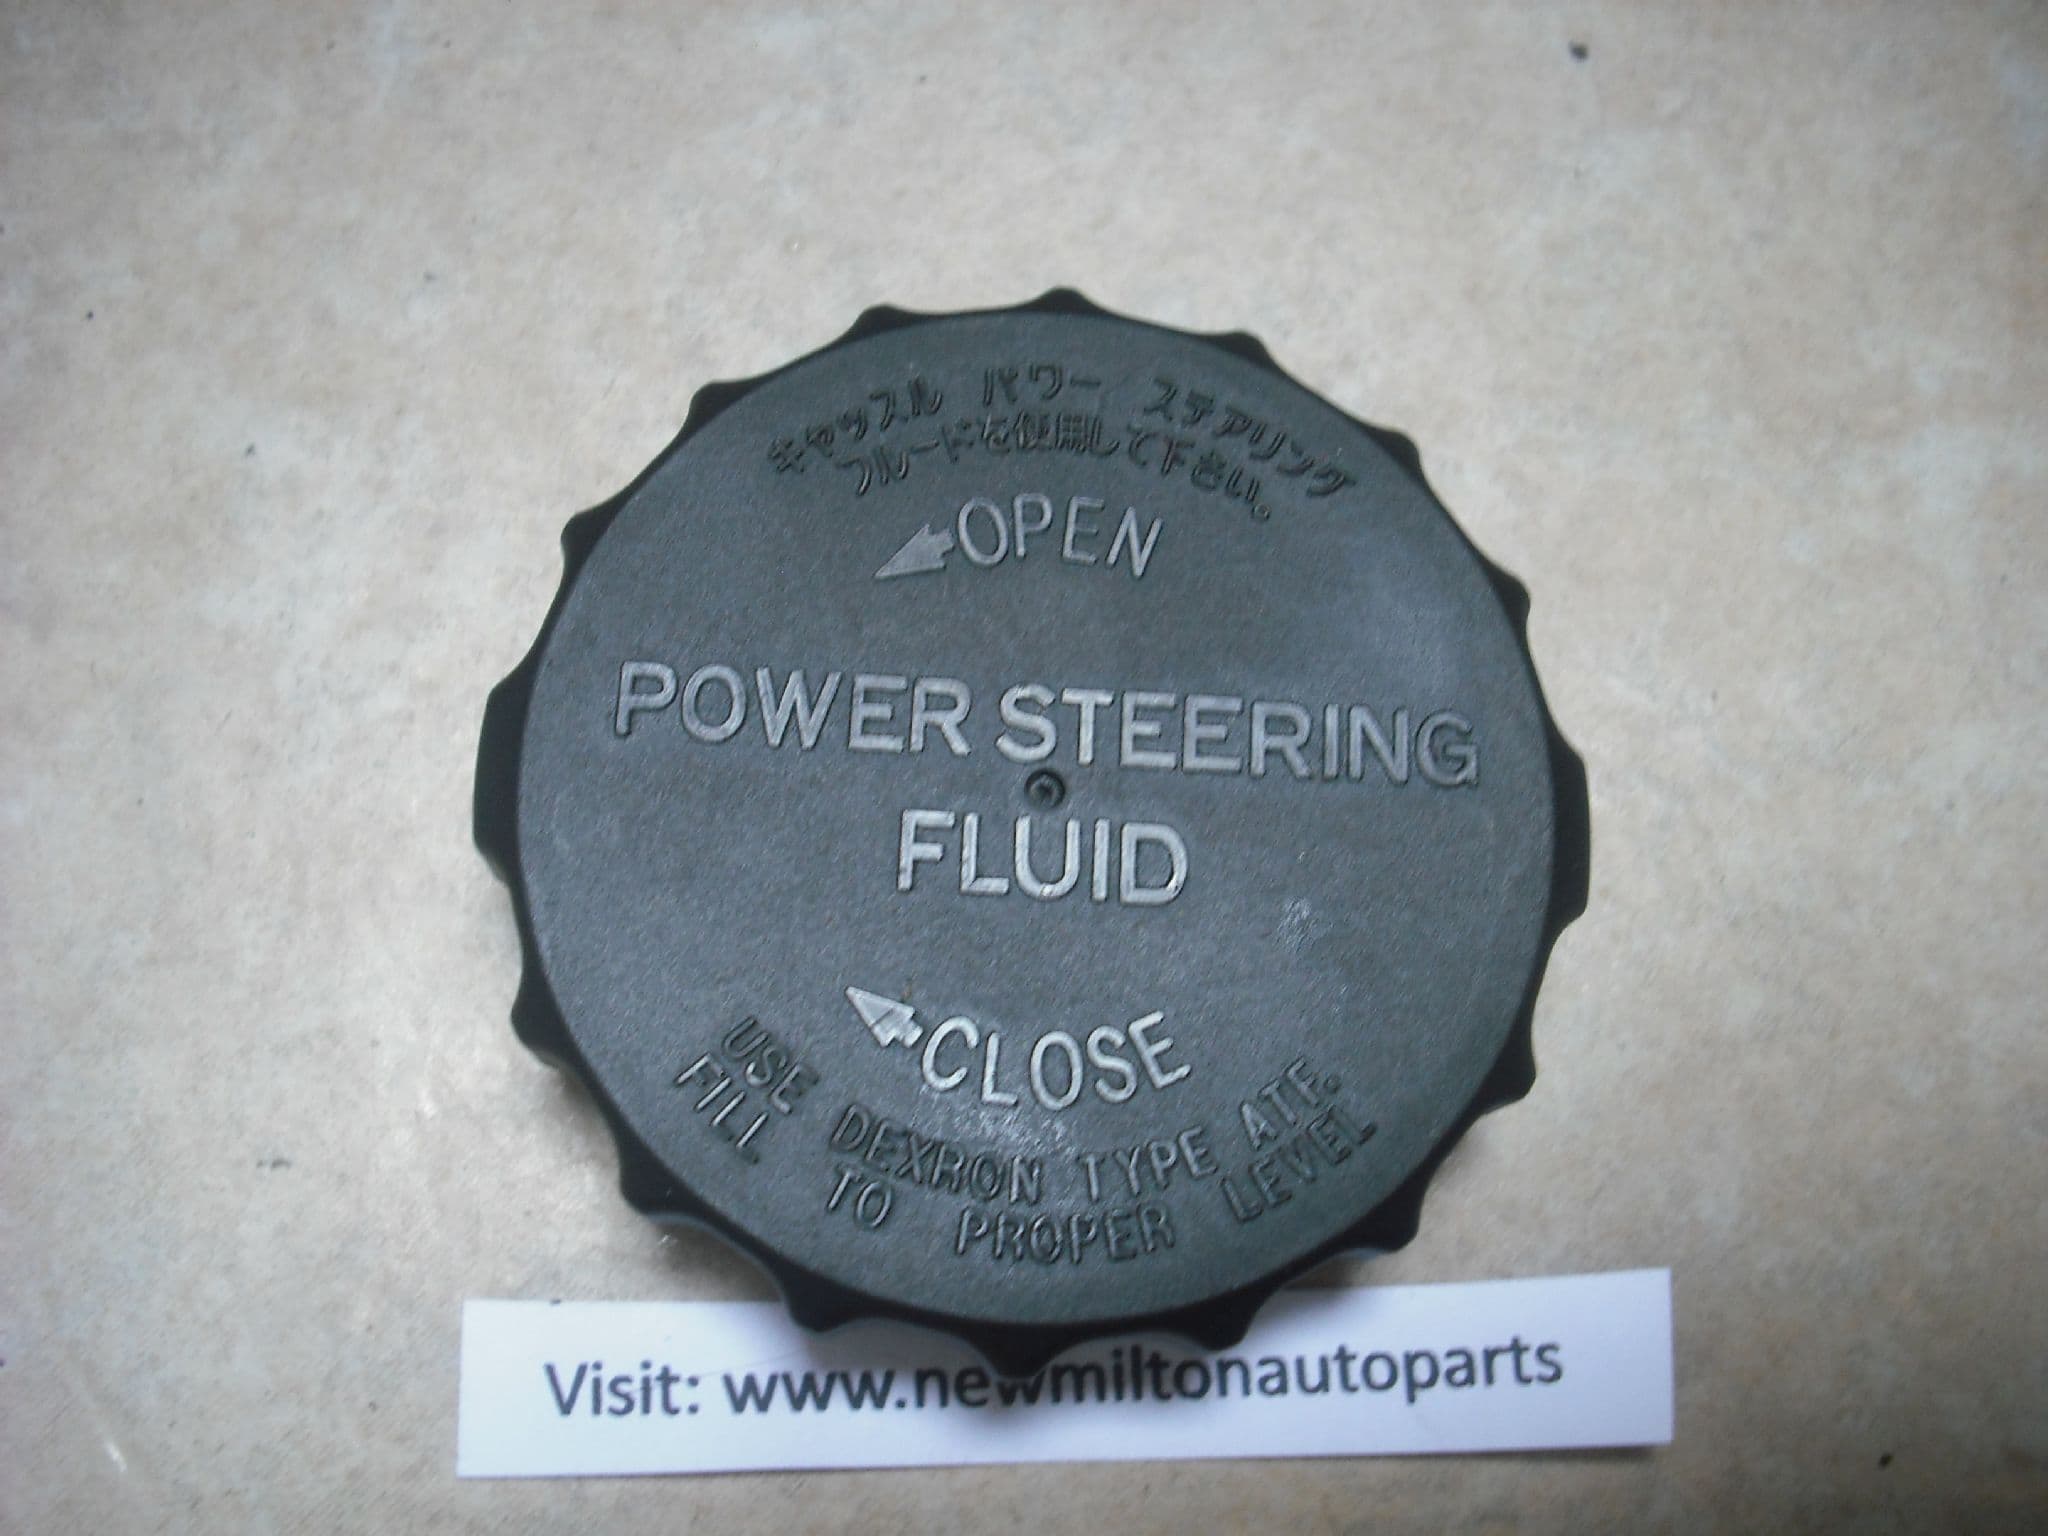 キャッスル パワー ステアリング
フルードを使用して下さい。
OPEN
POWER STEERING
FLUID
CLOSE
USE DEXRON TYPE ATF.
FILL TO PROPER LEVEL
Visit: www.newmiltonautoparts